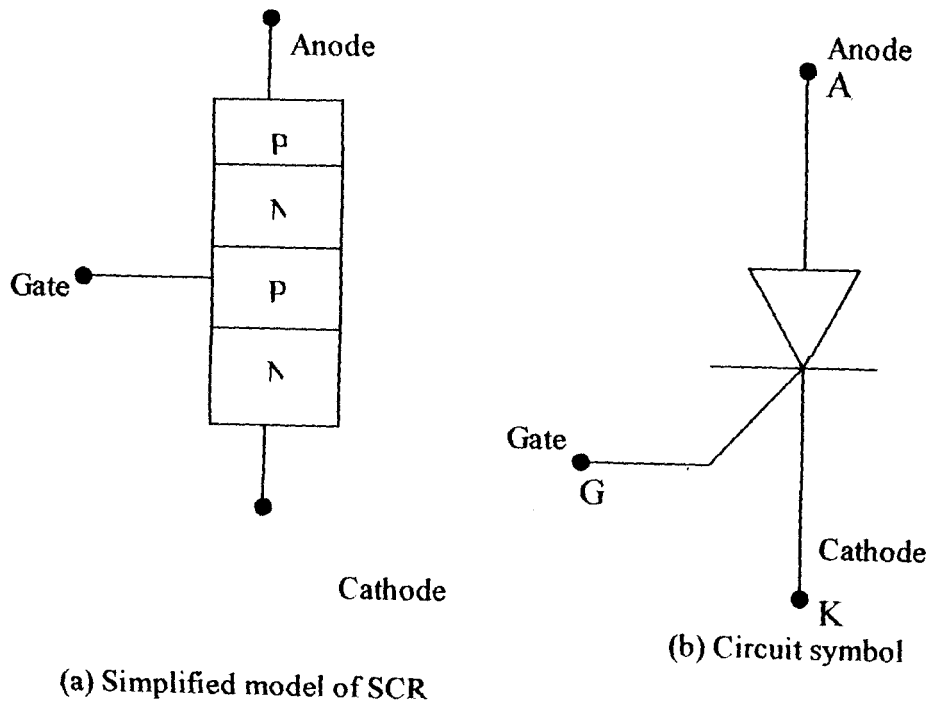 Anode
P
N
P
N
Gate
Cathode
(a) Simplified model of SCR
Anode
A
Gate
G
Cathode
K
(b) Circuit symbol